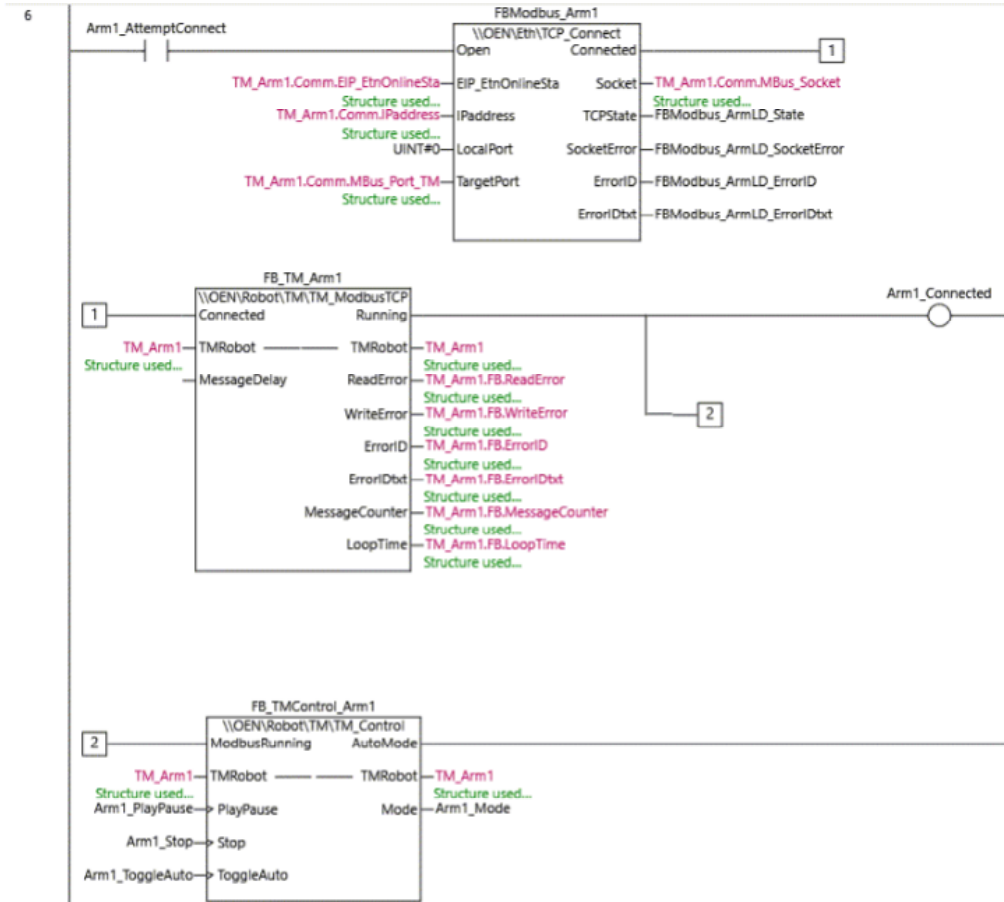 6
FBModbus_Arm1
Arm1_AttemptConnect
\\OEN\Eth\TCP_Connect
Open Connected 1
TM_Arm1.Comm.EIP_EtnOnlineSta EIP_EtnOnlineSta Socket TM_Arm1.Comm.MBus_Socket
Structure used... Structure used...
TM_Arm1.Comm.IPaddress IPaddress TCPState FBModbus_ArmLD_State
Structure used...
UINT#0 LocalPort SocketError FBModbus_ArmLD_SocketError
TM_Arm1.Comm.MBus_Port_TM TargetPort ErrorID FBModbus_ArmLD_ErrorID
Structure used...
ErrorIDtxt FBModbus_ArmLD_ErrorIDtxt
FB_TM_Arm1
\\OEN\Robot\TM\TM_ModbusTCP Arm1_Connected
1 Connected Running
TM_Arm1 TMRobot TMRobot TM_Arm1
Structure used... Structure used...
MessageDelay ReadError TM_Arm1.FB.ReadError
Structure used...
WriteError TM_Arm1.FB.WriteError 2
Structure used...
ErrorID TM_Arm1.FB.ErrorID
Structure used...
ErrorIDtxt TM_Arm1.FB.ErrorIDtxt
Structure used...
MessageCounter TM_Arm1.FB.MessageCounter
Structure used...
LoopTime TM_Arm1.FB.LoopTime
Structure used...
FB_TMControl_Arm1
\\OEN\Robot\TM\TM_Control
2 ModbusRunning AutoMode
TM_Arm1 TMRobot TMRobot TM_Arm1
Structure used... Structure used...
Arm1_PlayPause PlayPause Mode Arm1_Mode
Arm1_Stop Stop
Arm1_ToggleAuto ToggleAuto